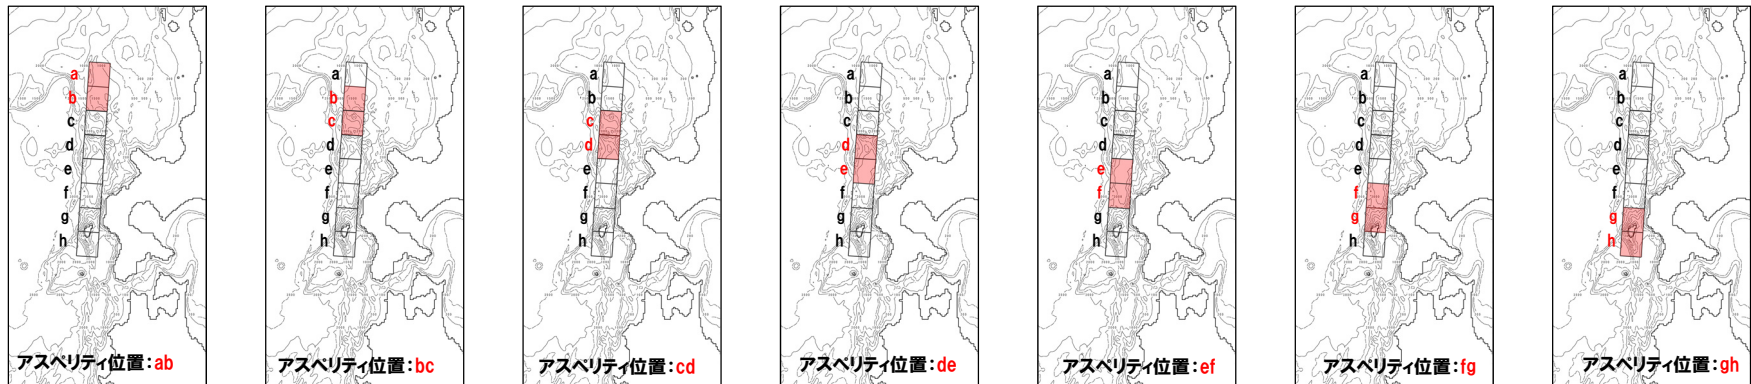 a
b
c
d
e
f
g
h
アスペリティ位置:ab
a
b
c
d
e
f
g
h
アスペリティ位置:bc
a
b
c
d
e
f
g
h
アスペリティ位置:cd
a
b
c
d
e
f
g
h
アスペリティ位置:de
a
b
c
d
e
f
g
h
アスペリティ位置:ef
a
b
c
d
e
f
g
h
アスペリティ位置:fg
a
b
c
d
e
f
g
h
アスペリティ位置:gh